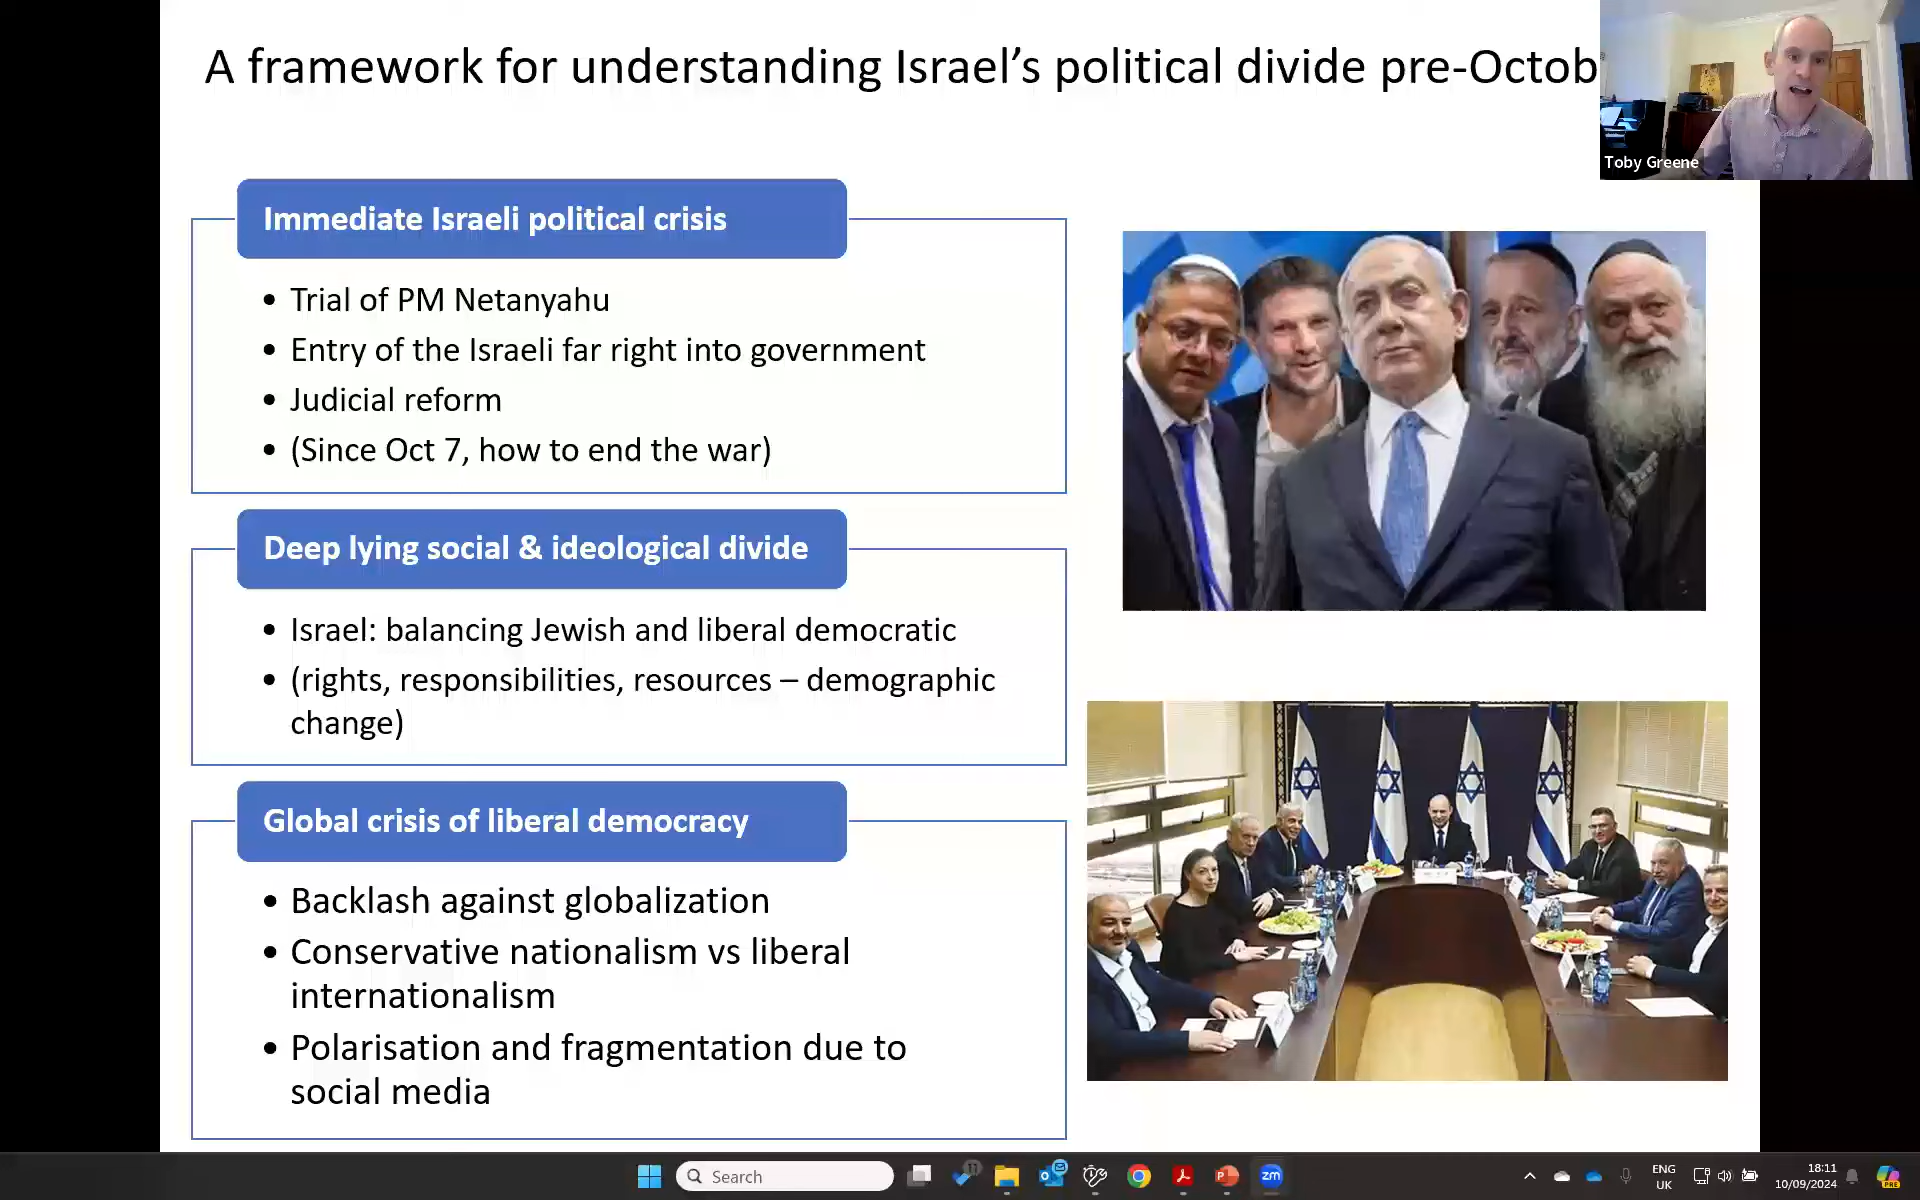 A framework for understanding Israel’s political divide pre-Octob
Toby Greene
Immediate Israeli political crisis
• Trial of PM Netanyahu
• Entry of the Israeli far right into government
• Judicial reform
• (Since Oct 7, how to end the war)
Deep lying social & ideological divide
• Israel: balancing Jewish and liberal democratic
• (rights, responsibilities, resources – demographic
change)
Global crisis of liberal democracy
• Backlash against globalization
• Conservative nationalism vs liberal
internationalism
• Polarisation and fragmentation due to
social media
Search
11
zm
ENG
UK
18:11
10/09/2024
PRE